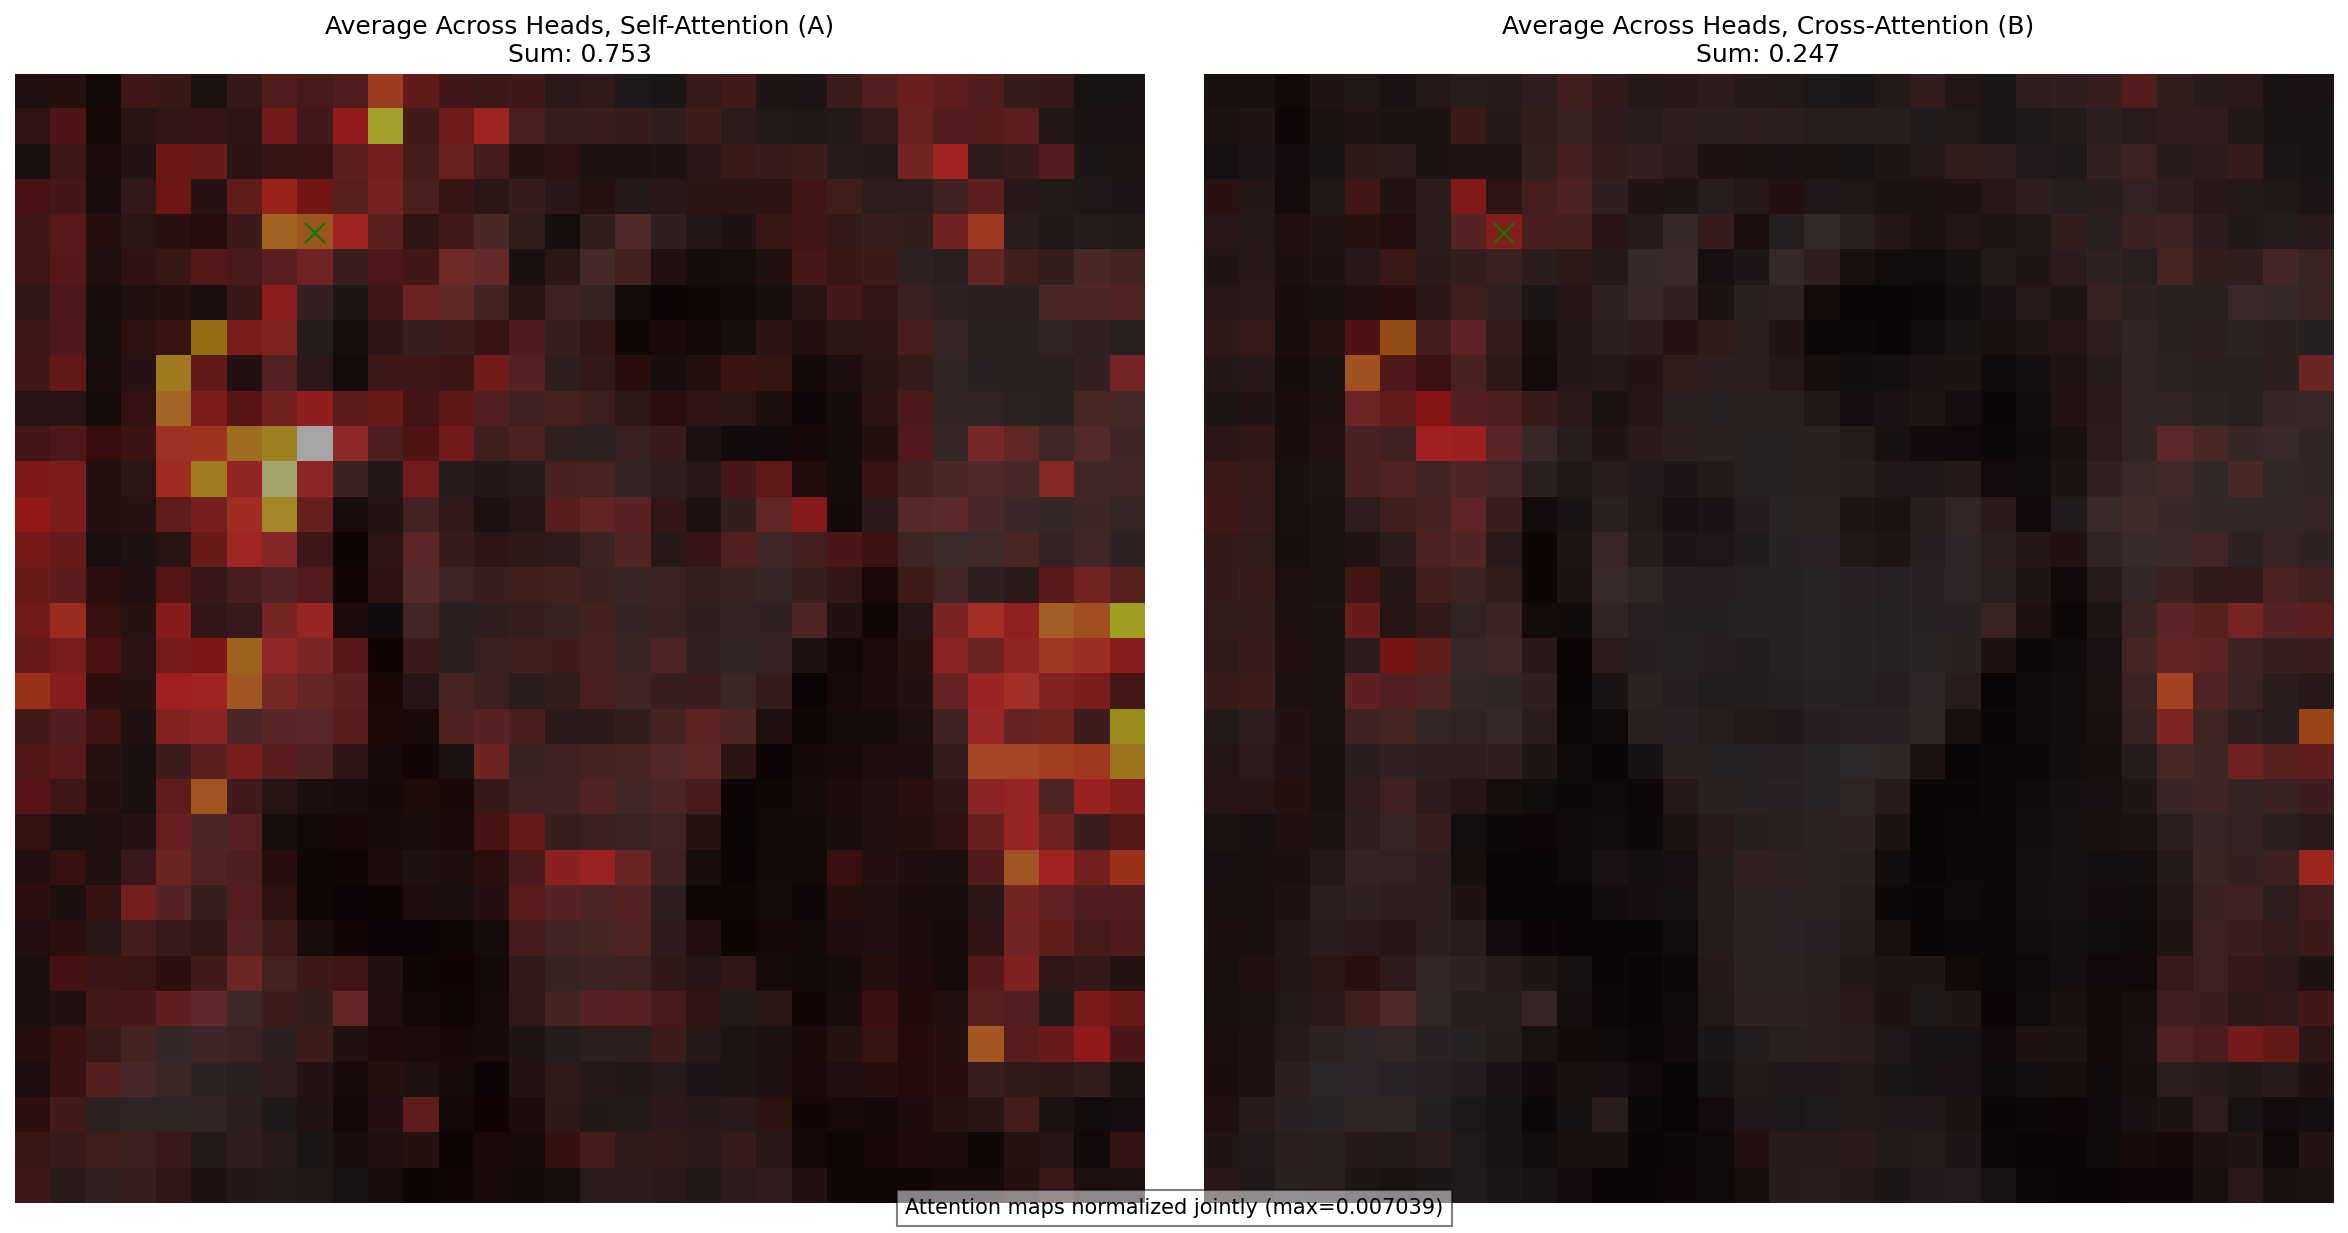 Average Across Heads, Self-Attention (A)
Sum: 0.753
Average Across Heads, Cross-Attention (B)
Sum: 0.247
Attention maps normalized jointly (max=0.007039)